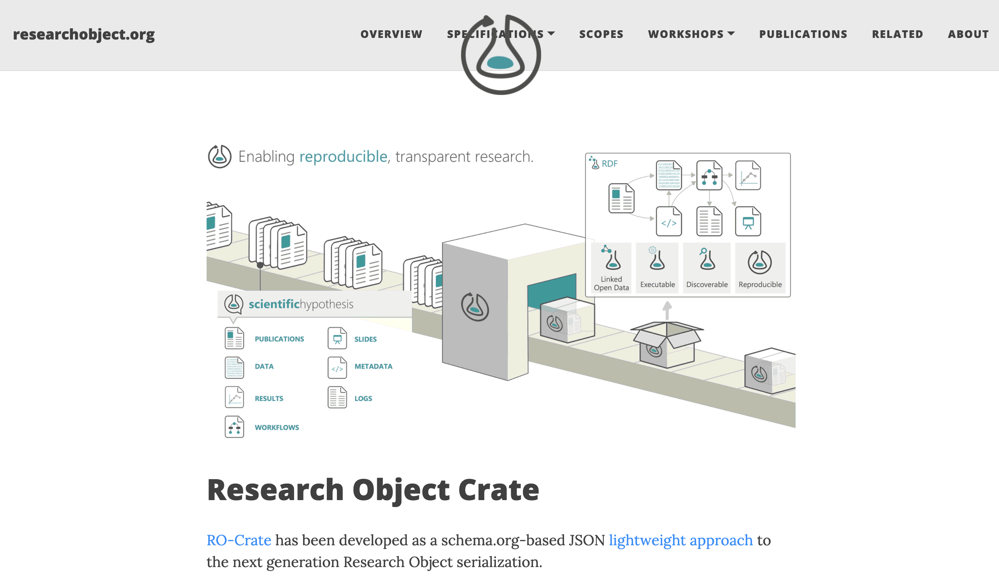 researchobject.org
OVERVIEW SPECIFICATIONS SCOPES WORKSHOPS PUBLICATIONS RELATED ABOUT
Enabling reproducible, transparent research.
RDF
</>
Linked
Open Data
Executable
Discoverable
Reproducible
scientifichypothesis
PUBLICATIONS
SLIDES
DATA
</>
METADATA
RESULTS
LOGS
WORKFLOWS
Research Object Crate
RO-Crate has been developed as a schema.org-based JSON lightweight approach to
the next generation Research Object serialization.